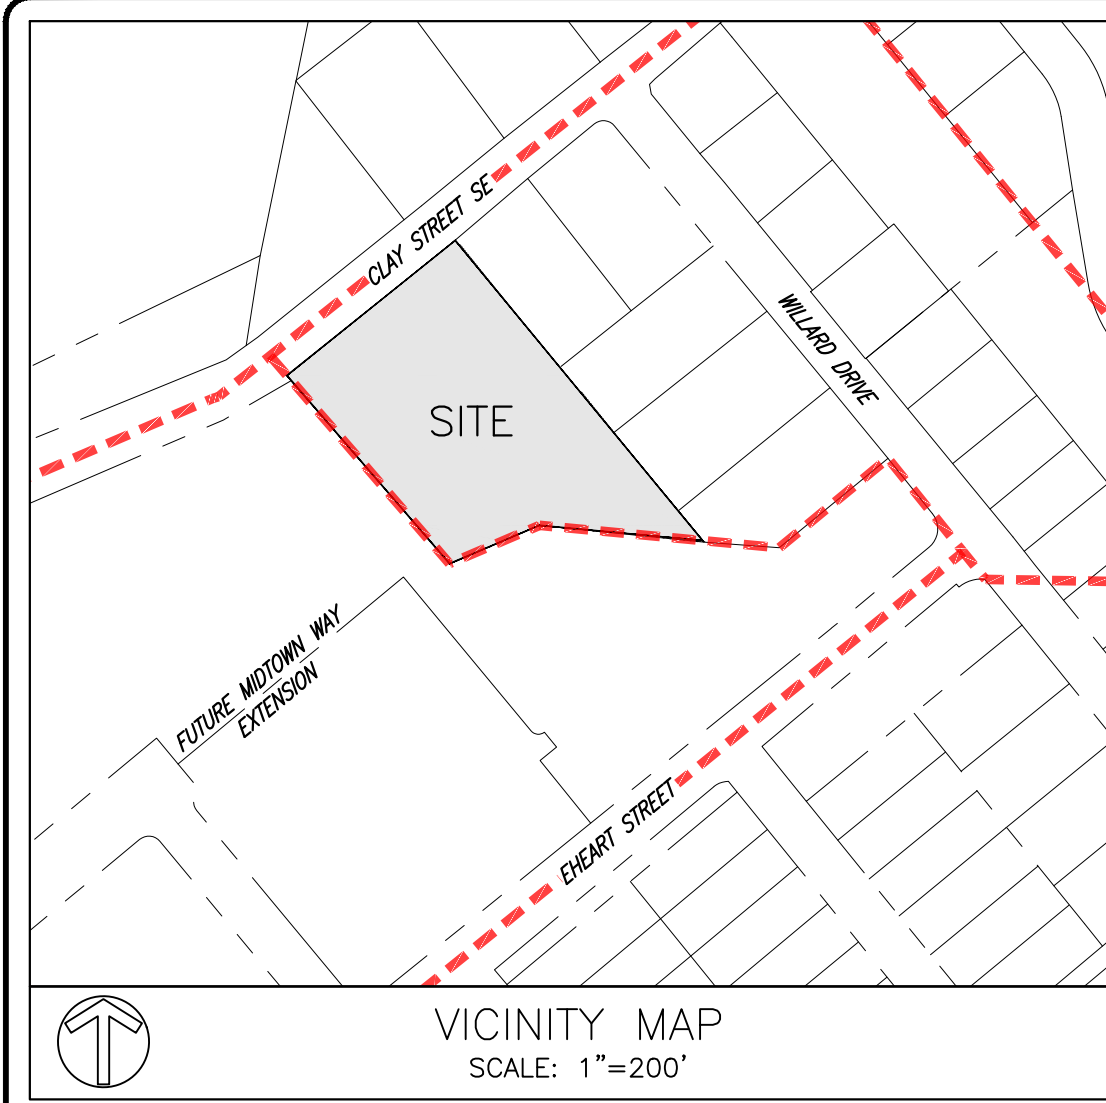 CLAY STREET SE
WILLARD DRIVE
SITE
FUTURE MIDTOWN WAY
EXTENSION
EHEART STREET
VICINITY MAP
SCALE: 1"=200'